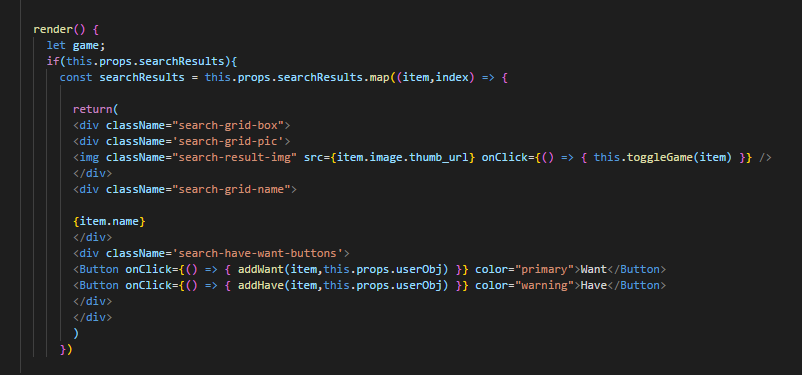 render() {
let game;
if(this.props.searchResults){
const searchResults = this.props.searchResults.map((item,index) => {
return(
<div className="search-grid-box">
<div className='search-grid-pic'>
<img className="search-result-img" src={item.image.thumb_url} onClick={() => { this.toggleGame(item) }} />
</div>
<div className="search-grid-name">
{item.name}
</div>
<div className='search-have-want-buttons'>
<Button onClick={() => { addWant(item,this.props.userObj) }} color="primary">Want</Button>
<Button onClick={() => { addHave(item,this.props.userObj) }} color="warning">Have</Button>
</div>
</div>
)
})